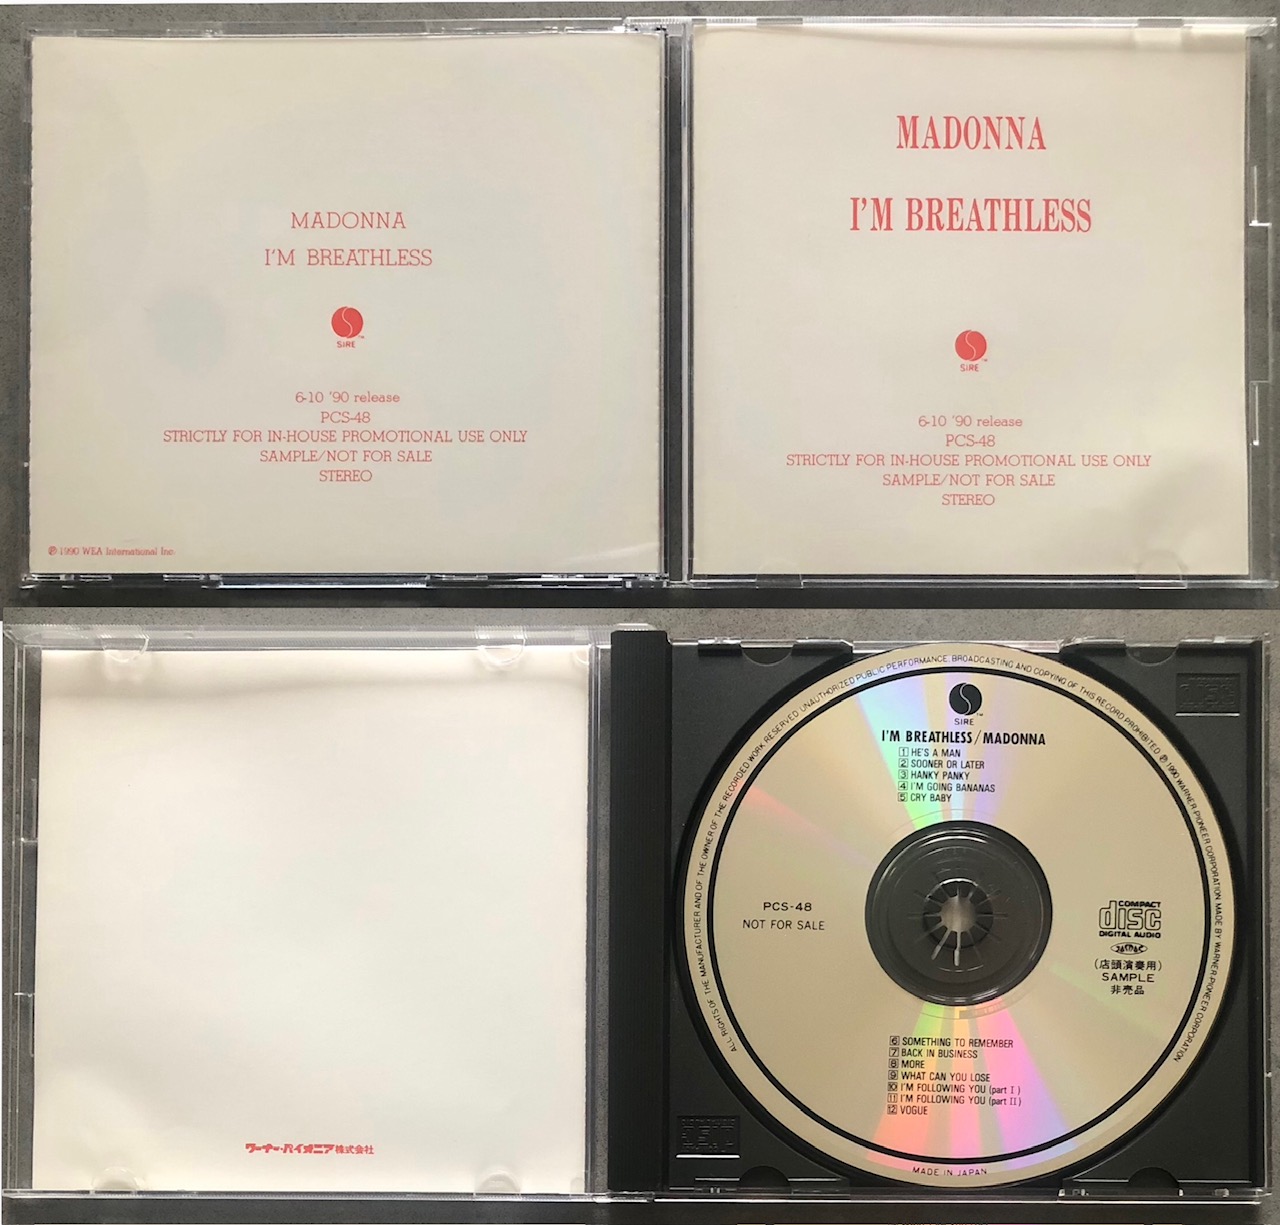 MADONNA
I'M BREATHLESS
SIRE
6-10 '90 release
PCS-48
STRICTLY FOR IN-HOUSE PROMOTIONAL USE ONLY
SAMPLE/NOT FOR SALE
STEREO
℗ 1990 WEA International Inc.
MADONNA
I'M BREATHLESS
SIRE
6-10 '90 release
PCS-48
STRICTLY FOR IN-HOUSE PROMOTIONAL USE ONLY
SAMPLE/NOT FOR SALE
STEREO
ワーナー・パイオニア株式会社
ALL RIGHTS OF THE MANUFACTURER AND OF THE OWNER OF THE RECORDED WORK RESERVED. UNAUTHORIZED PUBLIC PERFORMANCE, BROADCASTING AND COPYING OF THIS RECORD PROHIBITED. ℗ 1990 WARNER-PIONEER CORPORATION. MADE BY WARNER-PIONEER CORPORATION
SIRE TM
I'M BREATHLESS/MADONNA
1 HE'S A MAN
2 SOONER OR LATER
3 HANKY PANKY
4 I'M GOING BANANAS
5 CRY BABY
PCS-48
NOT FOR SALE
COMPACT
disc
DIGITAL AUDIO
JASRAC
(店頭演奏用)
SAMPLE
非売品
6 SOMETHING TO REMEMBER
7 BACK IN BUSINESS
8 MORE
9 WHAT CAN YOU LOSE
10 I'M FOLLOWING YOU (part I)
11 I'M FOLLOWING YOU (part II)
12 VOGUE
MADE IN JAPAN